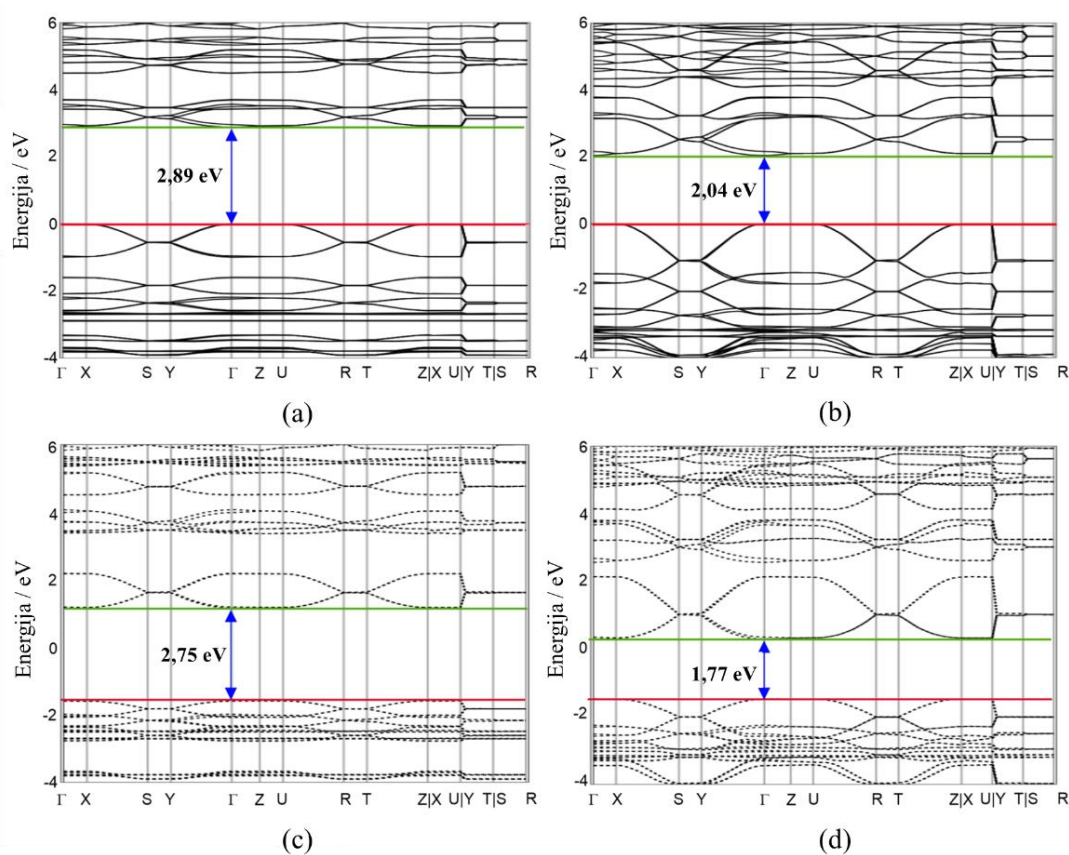 6
4
2
0
-2
-4
Energija / eV
2,89 eV
Γ X S Y Γ Z U R T Z|X U|Y T|S R
(a)
6
4
2
0
-2
-4
Energija / eV
2,04 eV
Γ X S Y Γ Z U R T Z|X U|Y T|S R
(b)
6
4
2
0
-2
-4
Energija / eV
2,75 eV
Γ X S Y Γ Z U R T Z|X U|Y T|S R
(c)
6
4
2
0
-2
-4
Energija / eV
1,77 eV
Γ X S Y Γ Z U R T Z|X U|Y T|S R
(d)